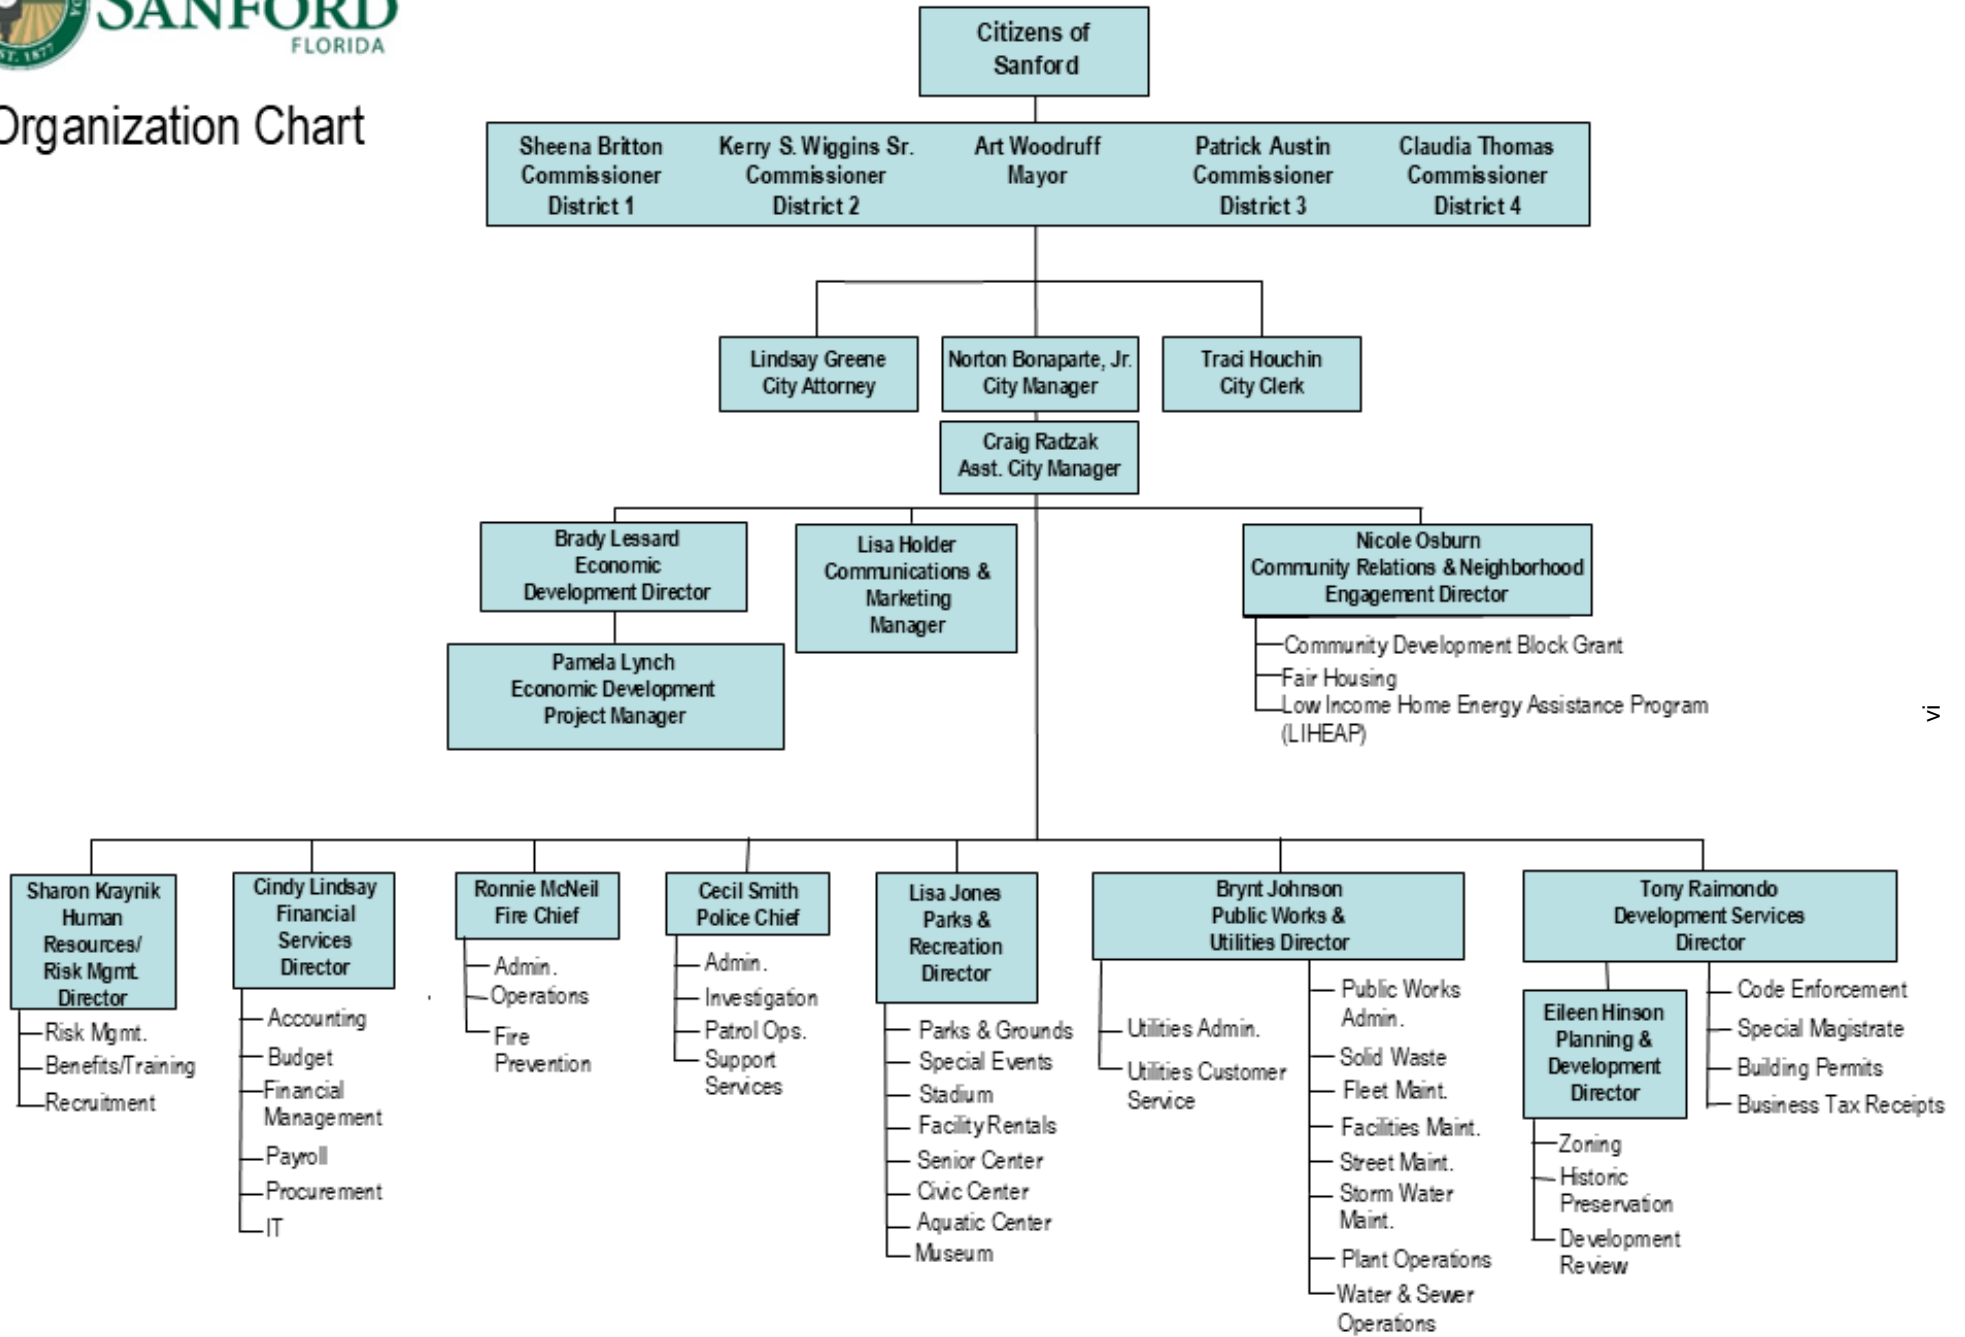 SANFORD
FLORIDA
EST. 1877
Organization Chart
Citizens of
Sanford
Sheena Britton
Commissioner
District 1
Kerry S. Wiggins Sr.
Commissioner
District 2
Art Woodruff
Mayor
Patrick Austin
Commissioner
District 3
Claudia Thomas
Commissioner
District 4
Lindsay Greene
City Attorney
Norton Bonaparte, Jr.
City Manager
Traci Houchin
City Clerk
Craig Radzak
Asst. City Manager
Brady Lessard
Economic
Development Director
Lisa Holder
Communications &
Marketing
Manager
Nicole Osburn
Community Relations & Neighborhood
Engagement Director
Pamela Lynch
Economic Development
Project Manager
Community Development Block Grant
Fair Housing
Low Income Home Energy Assistance Program
(LIHEAP)
vi
Sharon Kraynik
Human
Resources/
Risk Mgmt.
Director
Risk Mgmt.
Benefits/Training
Recruitment
Cindy Lindsay
Financial
Services
Director
Accounting
Budget
Financial
Management
Payroll
Procurement
IT
Ronnie McNeil
Fire Chief
Admin.
Operations
Fire
Prevention
Cecil Smith
Police Chief
Admin.
Investigation
Patrol Ops.
Support
Services
Lisa Jones
Parks &
Recreation
Director
Parks & Grounds
Special Events
Stadium
Facility Rentals
Senior Center
Civic Center
Aquatic Center
Museum
Brynt Johnson
Public Works &
Utilities Director
Utilities Admin.
Utilities Customer
Service
Public Works
Admin.
Solid Waste
Fleet Maint.
Facilities Maint.
Street Maint.
Storm Water
Maint.
Plant Operations
Water & Sewer
Operations
Tony Raimondo
Development Services
Director
Eileen Hinson
Planning &
Development
Director
Zoning
Historic
Preservation
Development
Review
Code Enforcement
Special Magistrate
Building Permits
Business Tax Receipts